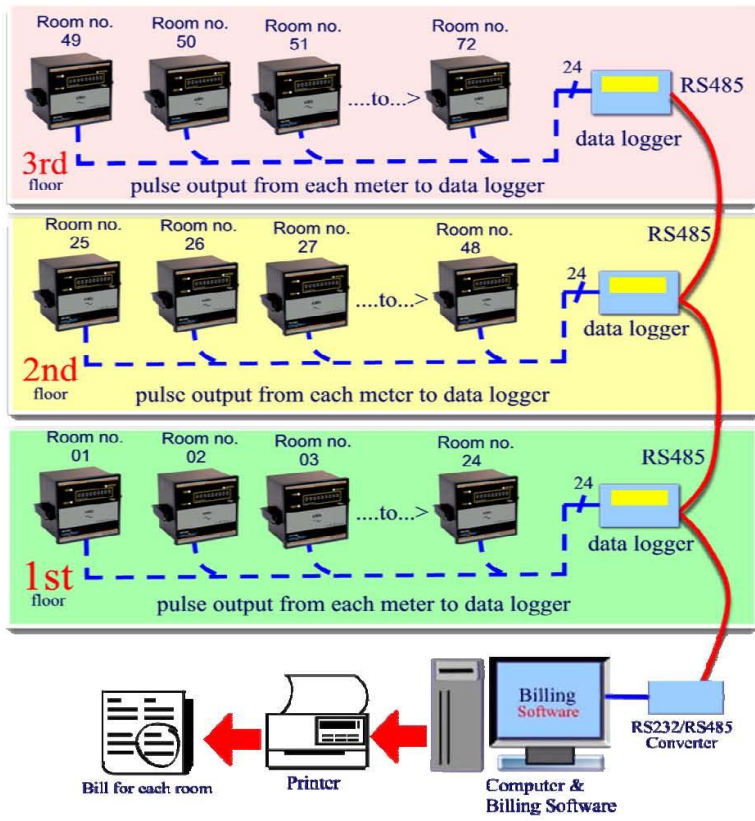 Room no.
49
Room no.
50
Room no.
51
Room no.
72
....to...>
24
RS485
data logger
3rd
floor
pulse output from each meter to data logger
Room no.
25
Room no.
26
Room no.
27
Room no.
48
....to...>
24
RS485
data logger
2nd
floor
pulse output from each meter to data logger
Room no.
01
Room no.
02
Room no.
03
Room no.
24
....to...>
24
RS485
data logger
1st
floor
pulse output from each meter to data logger
Billing
Software
RS232/RS485
Converter
Bill for each room
Printer
Computer &
Billing Software